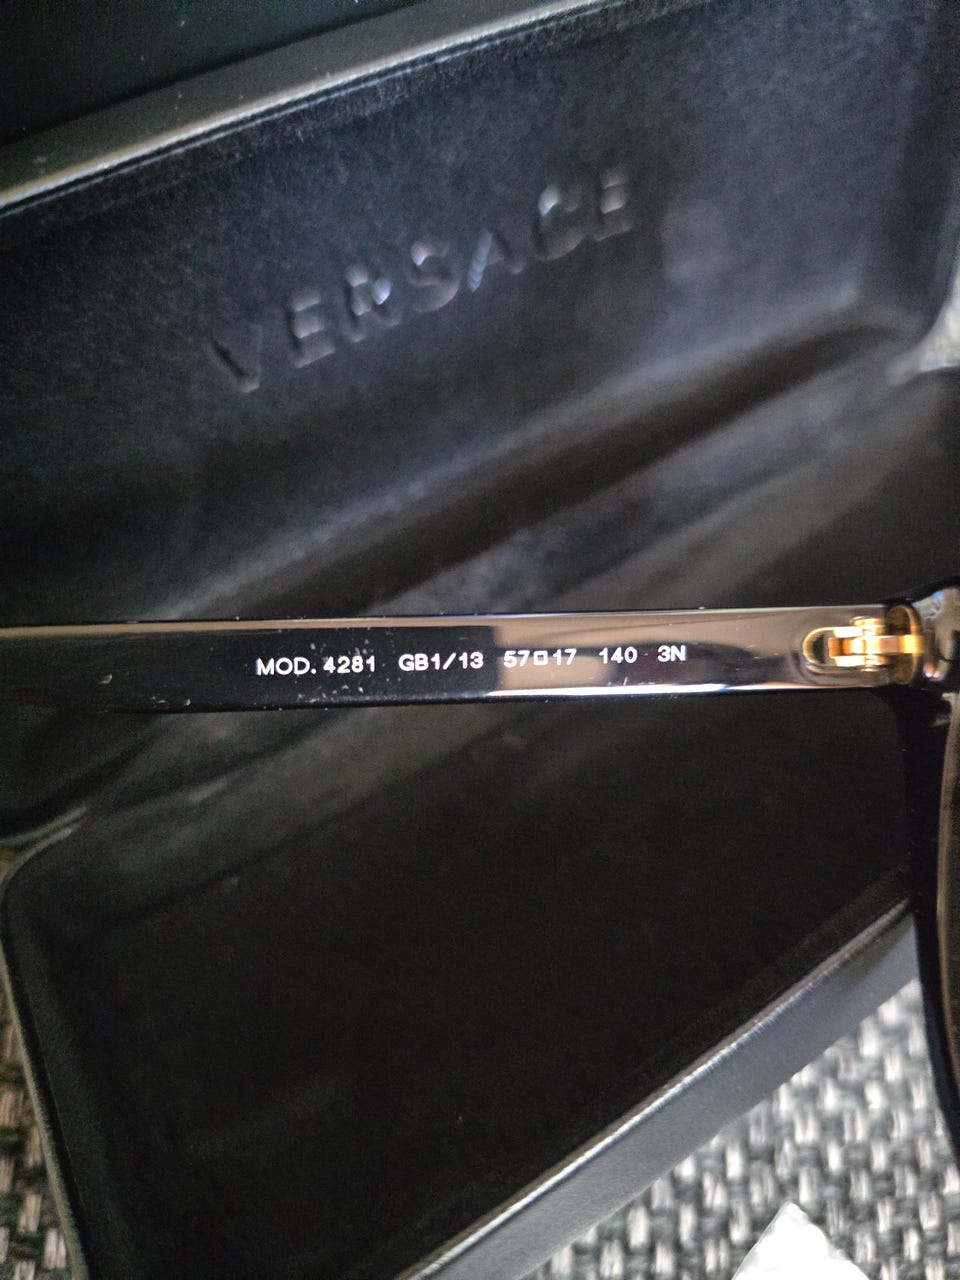 VERSACE
MOD. 4281 GB1/13 57□17 140 3N